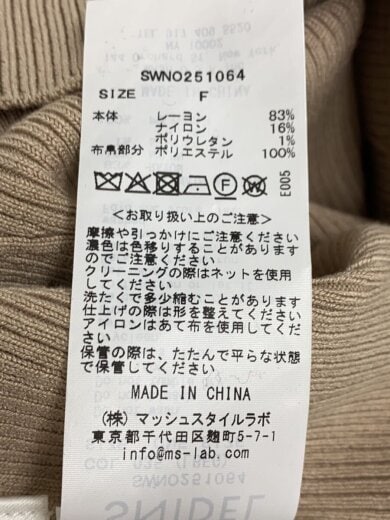 SWNO251064
SIZE F
本体 レーヨン 83%
ナイロン 16%
ポリウレタン 1%
布帛部分 ポリエステル 100%
E005
<お取り扱い上のご注意>
摩擦や引っかけにご注意ください
濃色は色移りすることがあります
のでご注意ください
クリーニングの際はネットを使用
してください
洗たくで多少縮むことがあります
仕上げの際は形を整えてください
アイロンはあて布を使用してくだ
さい
保管の際は、たたんで平らな状態
で保管してください
MADE IN CHINA
(株) マッシュスタイルラボ
東京都千代田区麹町5-7-1
info@ms-lab.com